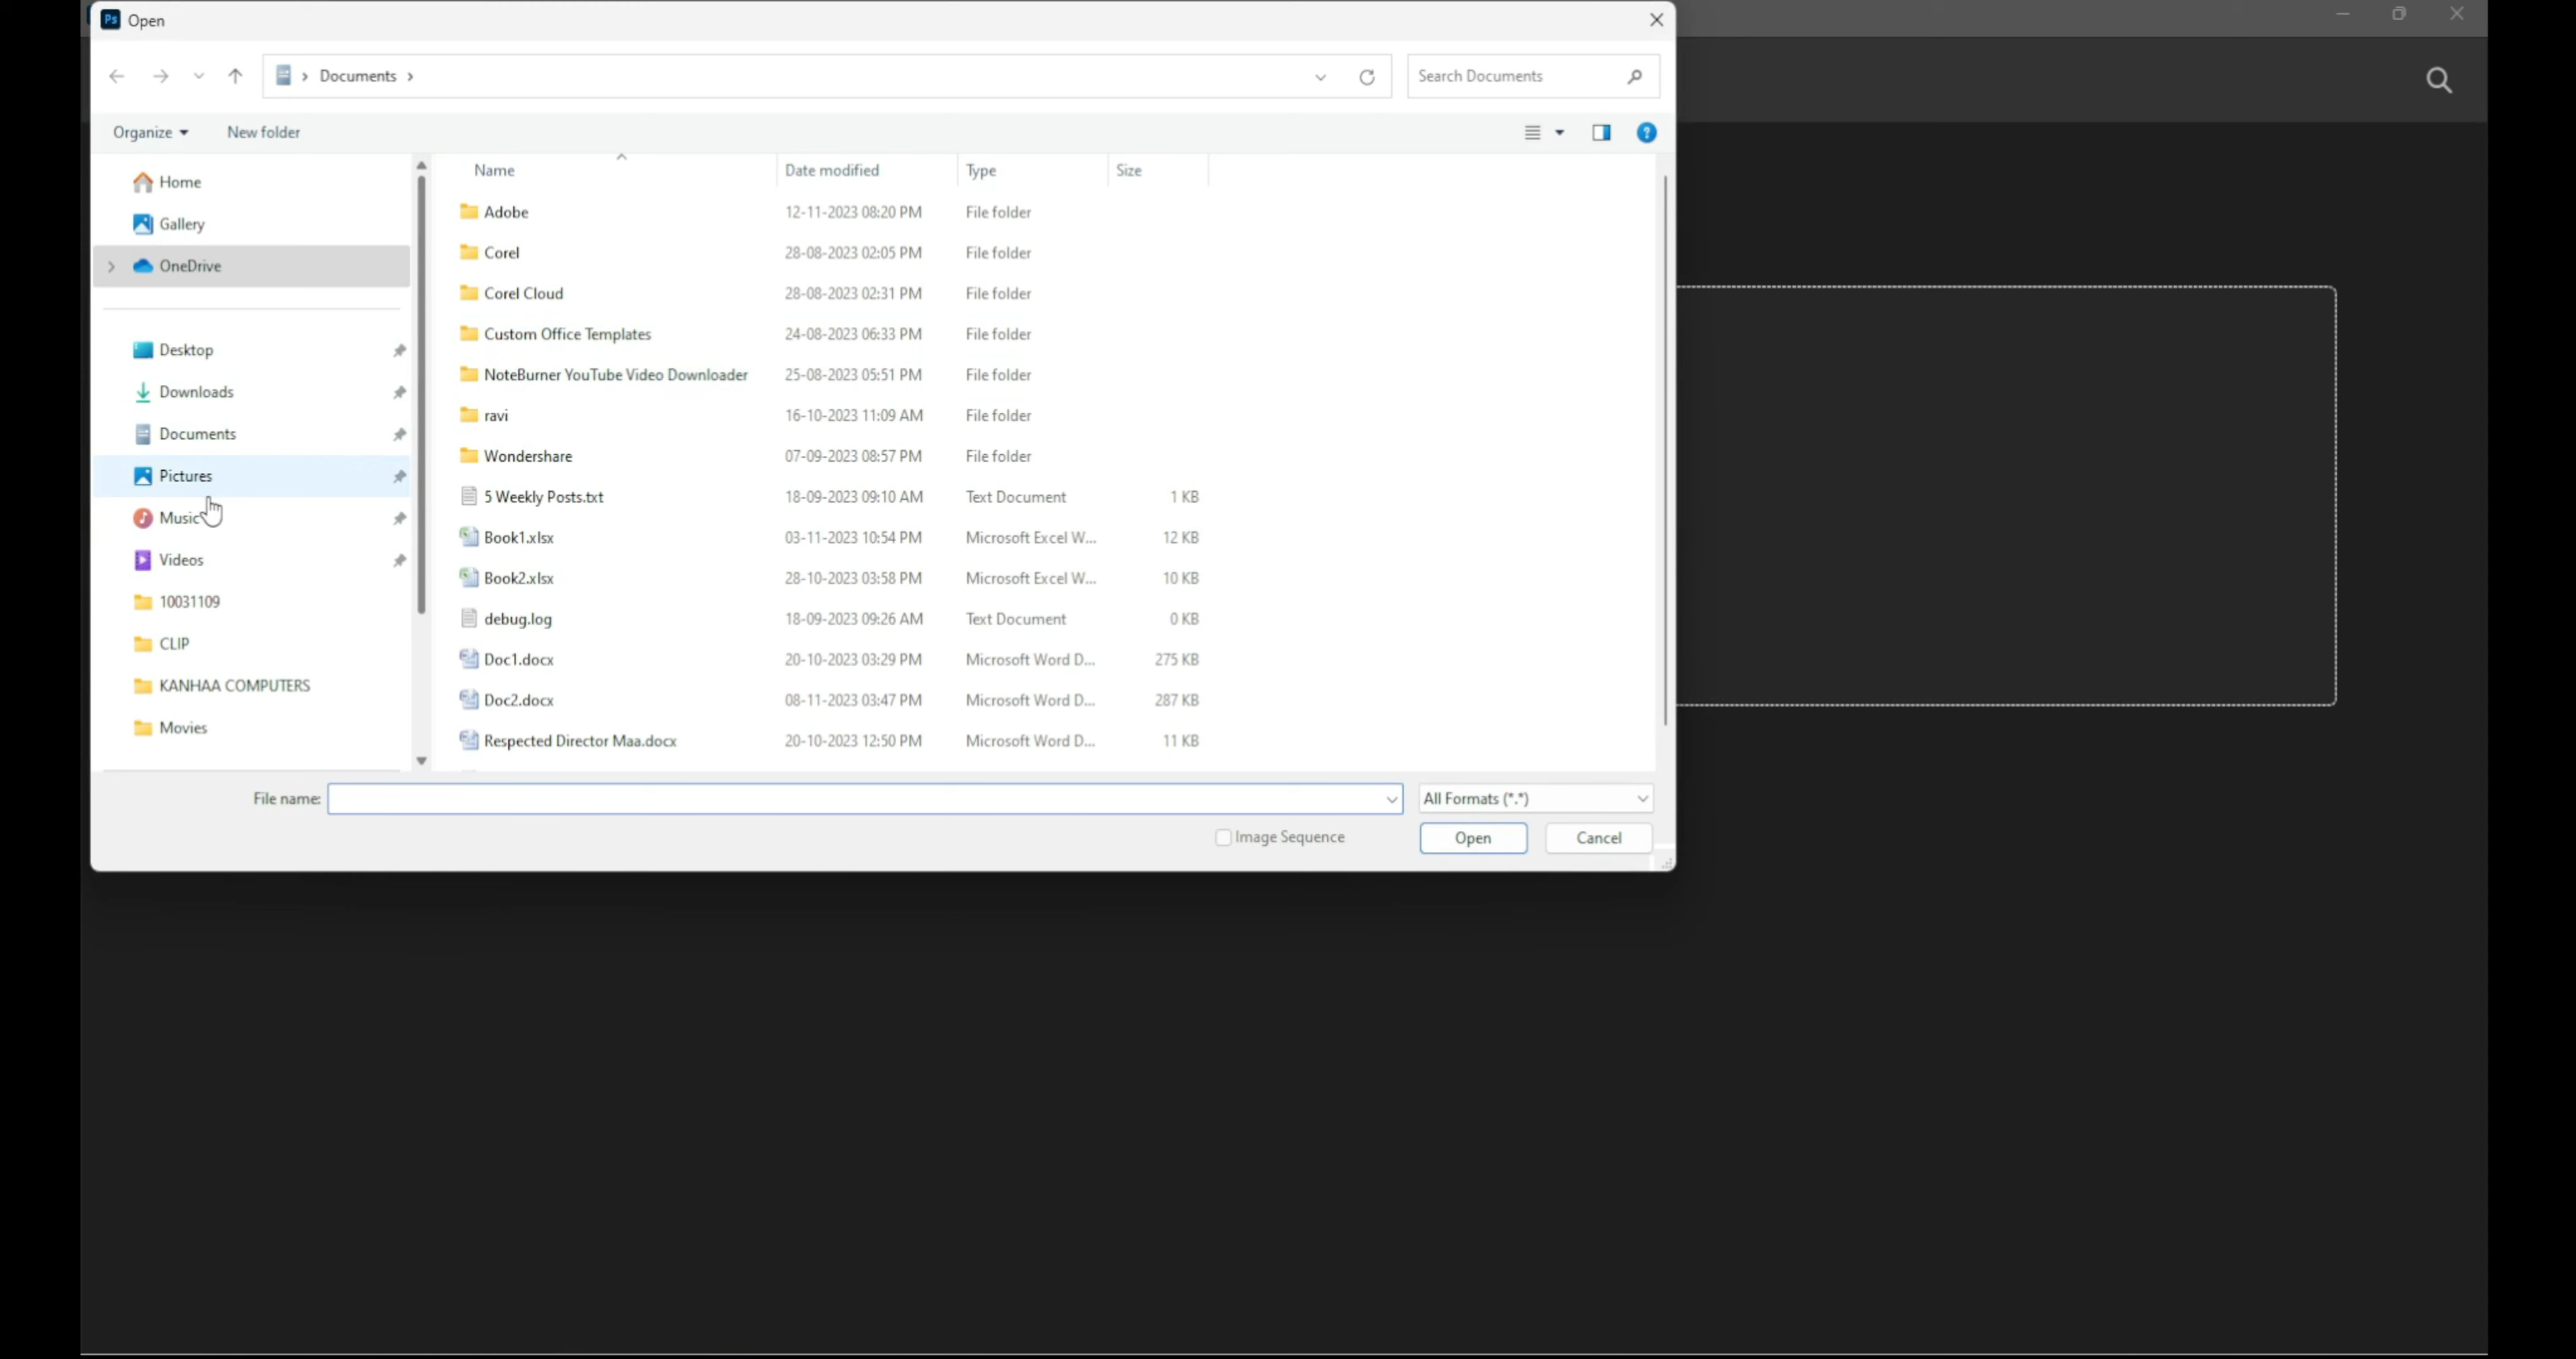 Ps Open
Documents
Search Documents
Organize New folder
?
Home
Gallery
OneDrive
Desktop
Downloads
Documents
Pictures
Music
Videos
10031109
CLIP
KANHAA COMPUTERS
Movies
Name Date modified Type Size
Adobe 12-11-2023 08:20 PM File folder
Corel 28-08-2023 02:05 PM File folder
Corel Cloud 28-08-2023 02:31 PM File folder
Custom Office Templates 24-08-2023 06:33 PM File folder
NoteBurner YouTube Video Downloader 25-08-2023 05:51 PM File folder
ravi 16-10-2023 11:09 AM File folder
Wondershare 07-09-2023 08:57 PM File folder
5 Weekly Posts.txt 18-09-2023 09:10 AM Text Document 1 KB
Book1.xlsx 03-11-2023 10:54 PM Microsoft Excel W... 12 KB
Book2.xlsx 28-10-2023 03:58 PM Microsoft Excel W... 10 KB
debug.log 18-09-2023 09:26 AM Text Document 0 KB
Doc1.docx 20-10-2023 03:29 PM Microsoft Word D... 275 KB
Doc2.docx 08-11-2023 03:47 PM Microsoft Word D... 287 KB
Respected Director Maa.docx 20-10-2023 12:50 PM Microsoft Word D... 11 KB
File name: All Formats (*.*)
Image Sequence Open Cancel